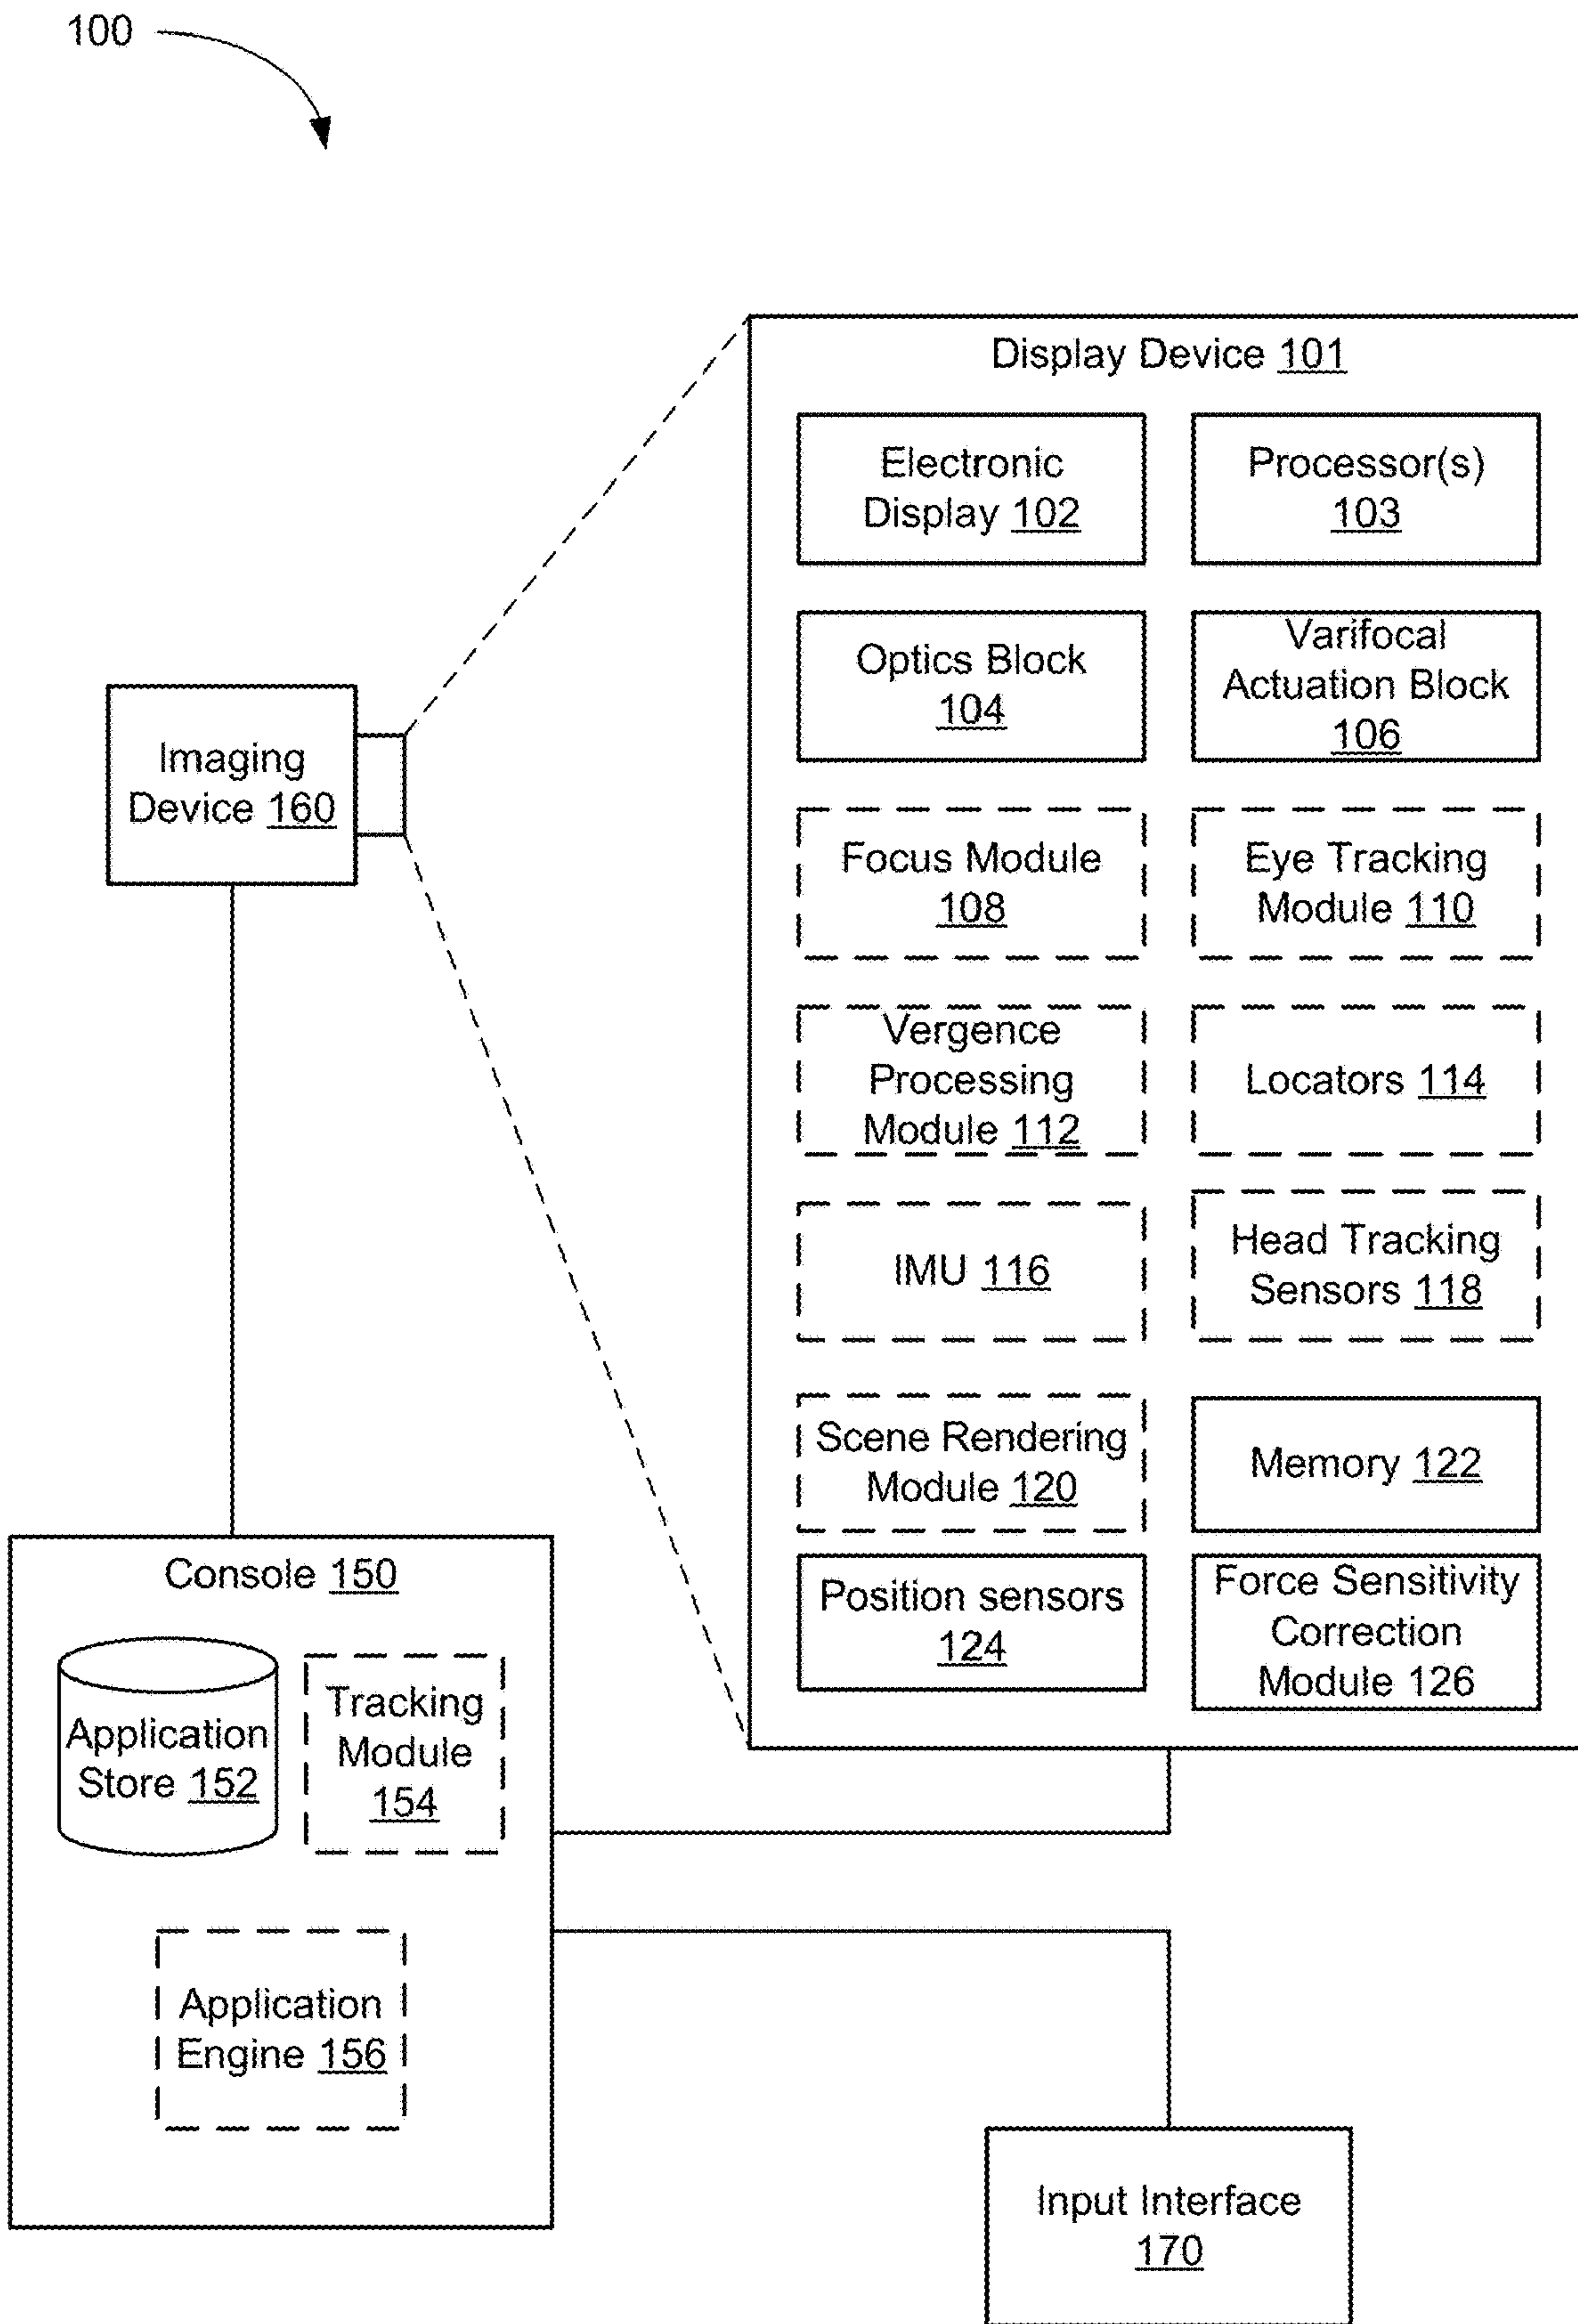 100
Display Device 101
Electronic
Display 102
Processor(s)
103
Optics Block
104
Varifocal
Actuation Block
106
Imaging
Device 160
Focus Module
108
Eye Tracking
Module 110
Vergence
Processing
Module 112
Locators 114
IMU 116
Head Tracking
Sensors 118
Scene Rendering
Module 120
Memory 122
Position sensors
124
Force Sensitivity
Correction
Module 126
Console 150
Application
Store 152
Tracking
Module
154
Application
Engine 156
Input Interface
170